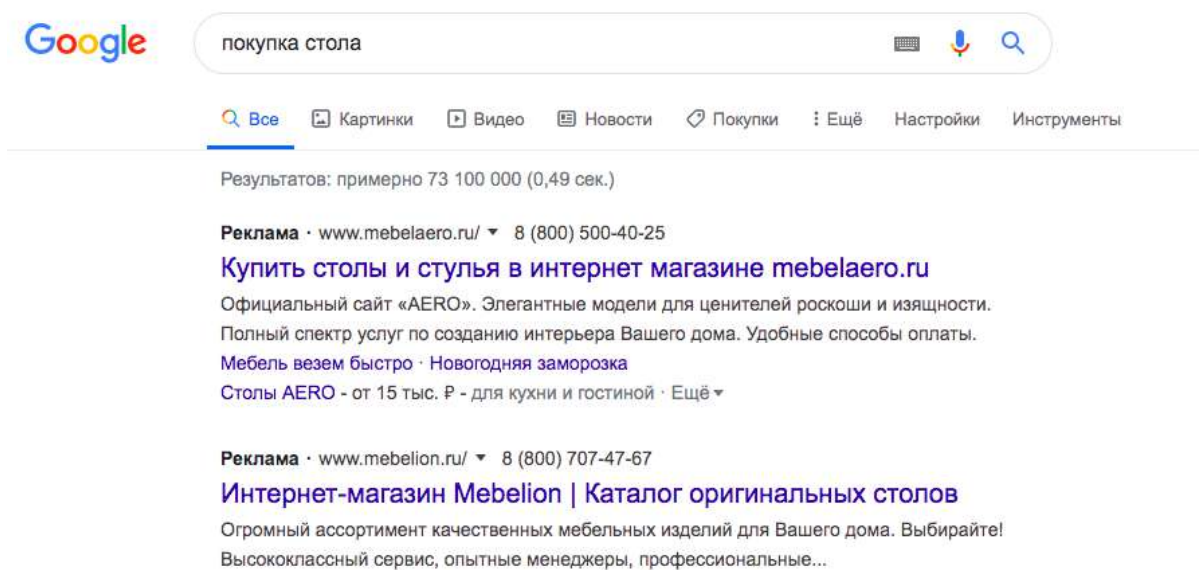 Google
покупка стола
Все Картинки Видео Новости Покупки Ещё Настройки Инструменты
Результатов: примерно 73 100 000 (0,49 сек.)
Реклама · www.mebelaero.ru/ 8 (800) 500-40-25
Купить столы и стулья в интернет магазине mebelaero.ru
Официальный сайт «AERO». Элегантные модели для ценителей роскоши и изящности.
Полный спектр услуг по созданию интерьера Вашего дома. Удобные способы оплаты.
Мебель везем быстро · Новогодняя заморозка
Столы AERO - от 15 тыс. ₽ - для кухни и гостиной · Ещё
Реклама · www.mebelion.ru/ 8 (800) 707-47-67
Интернет-магазин Mebelion | Каталог оригинальных столов
Огромный ассортимент качественных мебельных изделий для Вашего дома. Выбирайте!
Высококлассный сервис, опытные менеджеры, профессиональные...